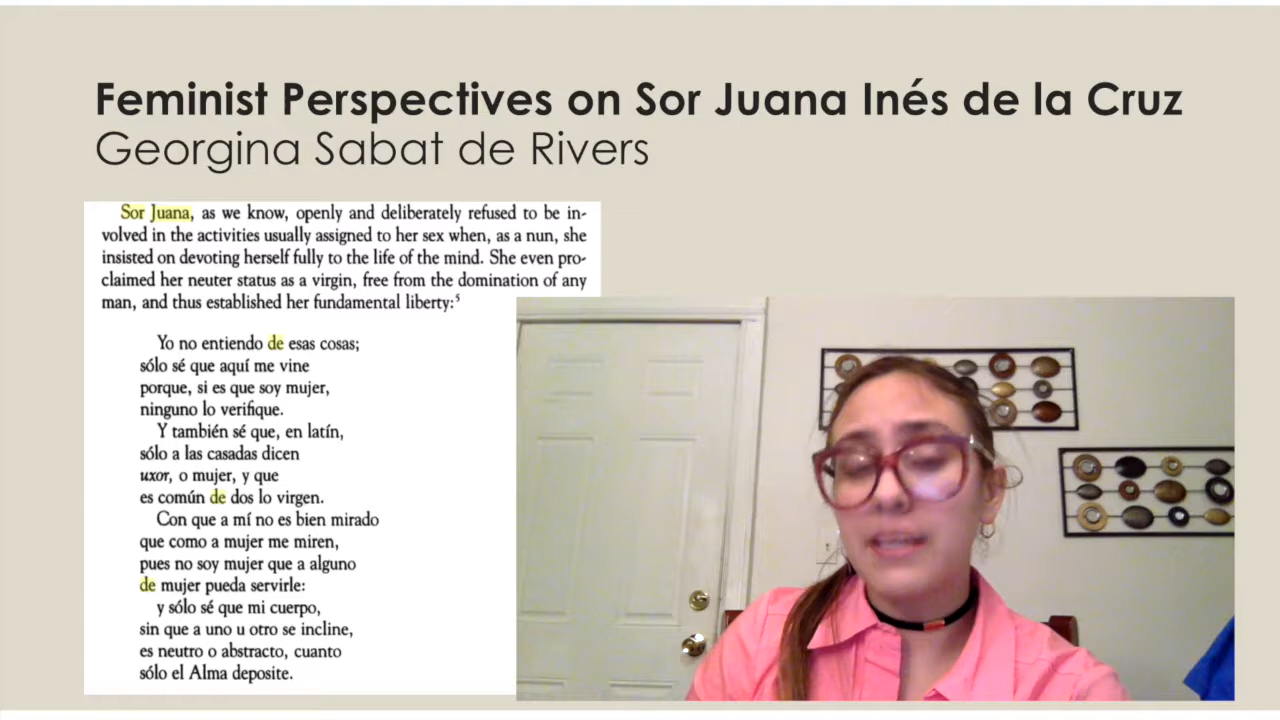 Feminist Perspectives on Sor Juana Inés de la Cruz
Georgina Sabat de Rivers
Sor Juana, as we know, openly and deliberately refused to be in-
volved in the activities usually assigned to her sex when, as a nun, she
insisted on devoting herself fully to the life of the mind. She even pro-
claimed her neuter status as a virgin, free from the domination of any
man, and thus established her fundamental liberty:⁵
Yo no entiendo de esas cosas;
sólo sé que aquí me vine
porque, si es que soy mujer,
ninguno lo verifique.
Y también sé que, en latín,
sólo a las casadas dicen
uxor, o mujer, y que
es común de dos lo virgen.
Con que a mí no es bien mirado
que como a mujer me miren,
pues no soy mujer que a alguno
de mujer pueda servirle:
y sólo sé que mi cuerpo,
sin que a uno u otro se incline,
es neutro o abstracto, cuanto
sólo el Alma deposite.